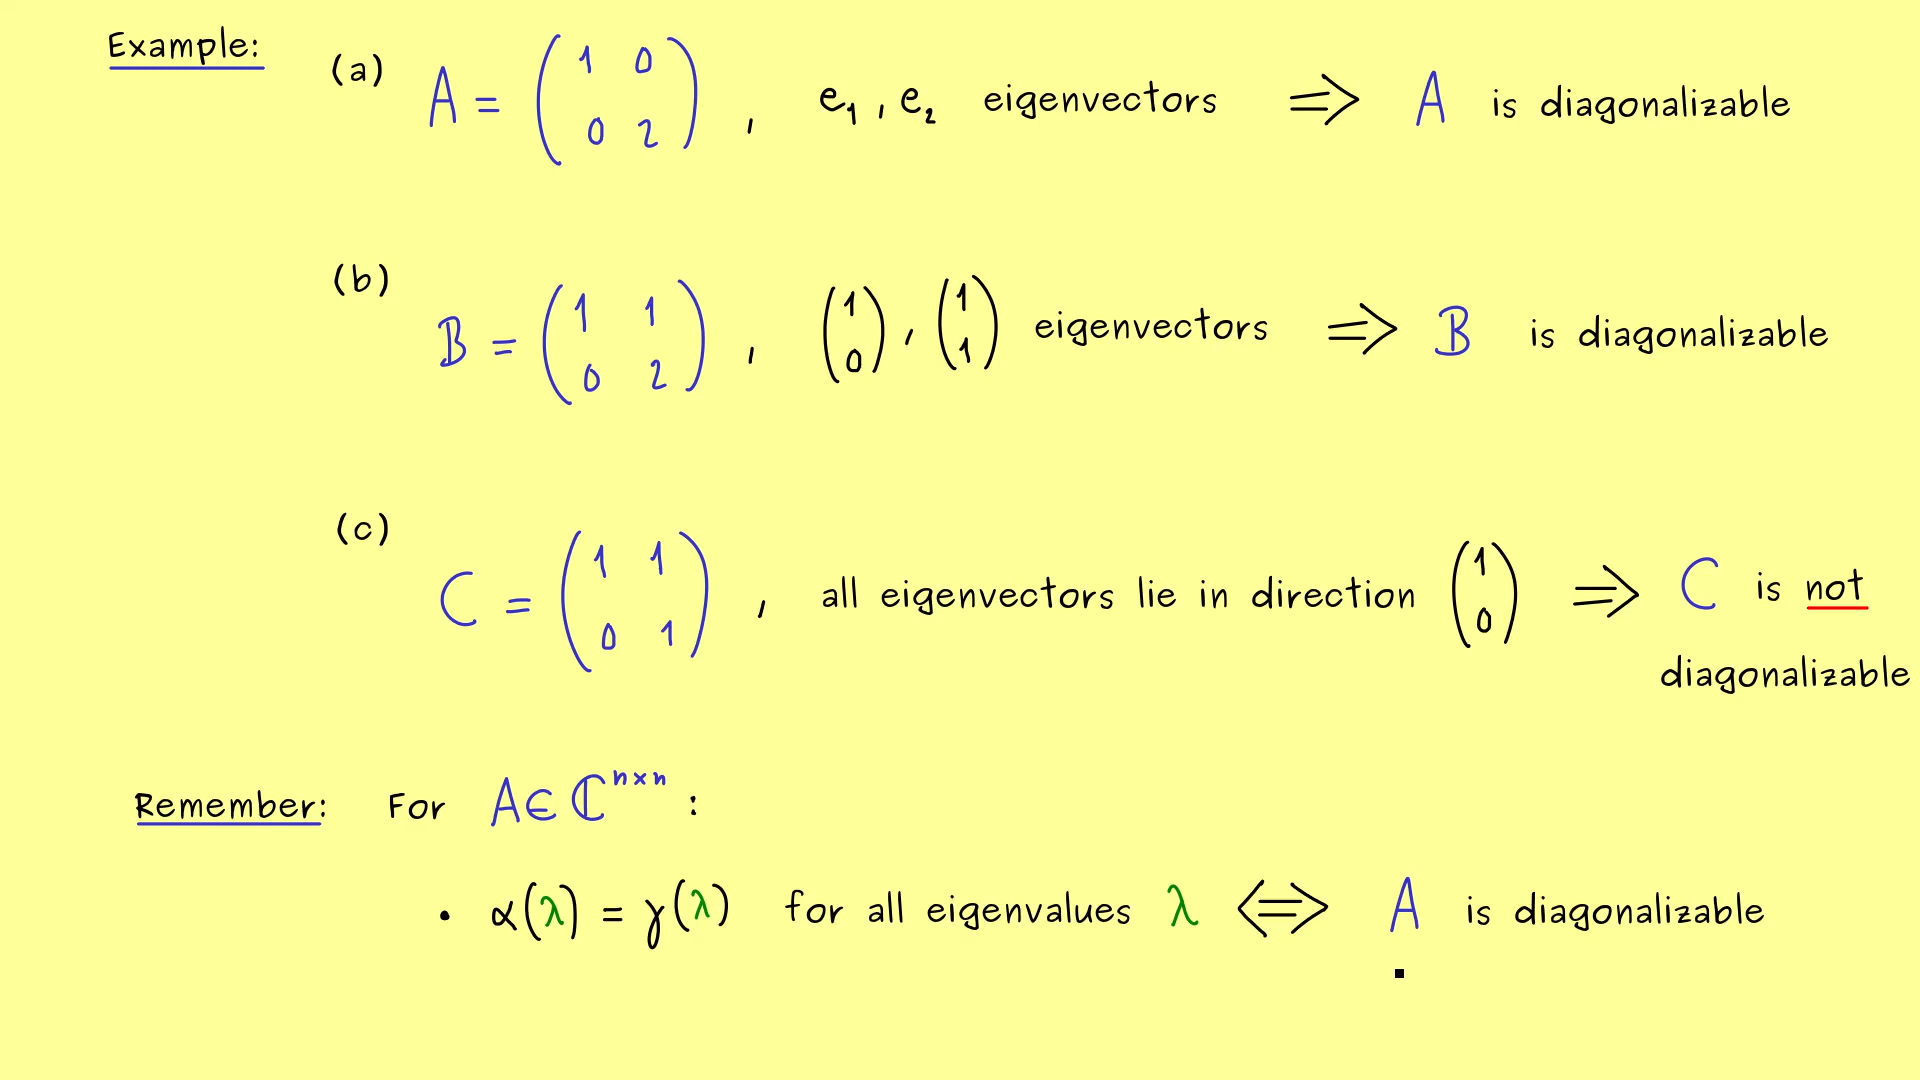 Example: (a) A = ( 1 0 0 2 ) , e₁ , e₂ eigenvectors ⇒ A is diagonalizable
(b) B = ( 1 1 0 2 ) , ( 1 0 ) , ( 1 1 ) eigenvectors ⇒ B is diagonalizable
(c) C = ( 1 1 0 1 ) , all eigenvectors lie in direction ( 1 0 ) ⇒ C is not
diagonalizable
Remember: For A ∈ ℂⁿˣⁿ :
• α(λ) = γ(λ) for all eigenvalues λ ⇔ A is diagonalizable